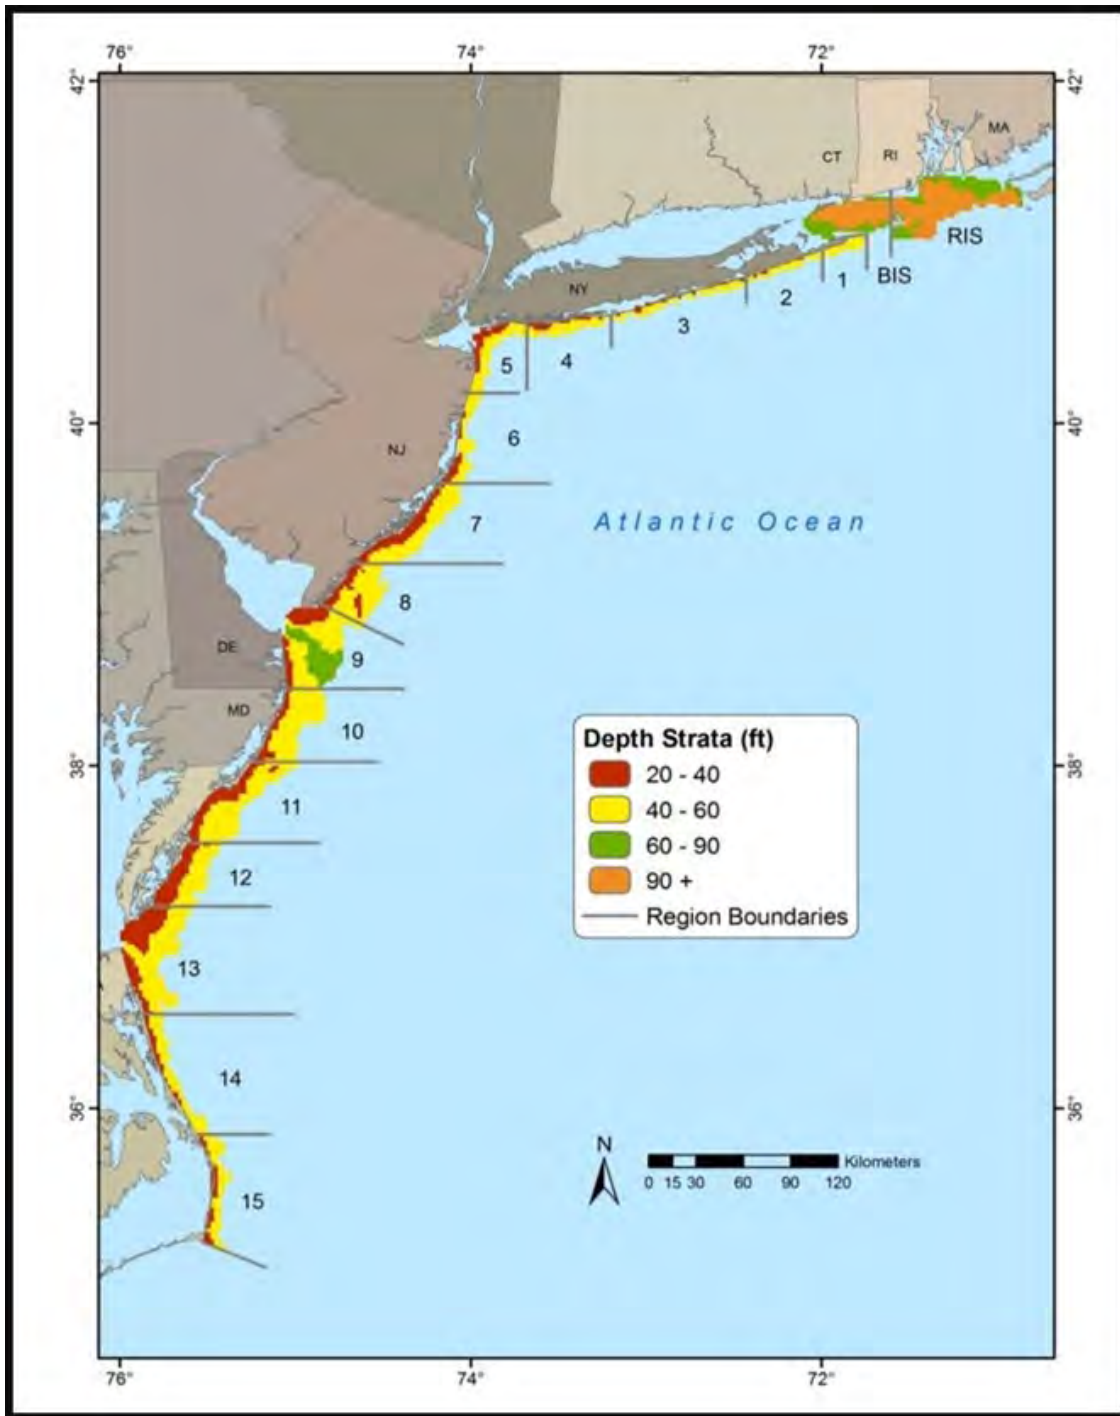 76° 74° 72°
42° 42°
MA
CT RI
RIS
BIS
1
NY
2
3
5 4
40° 40°
6
NJ
7
Atlantic Ocean
8
DE
9
MD
10
38° 38°
11
12
13
14
15
36° 36°
Depth Strata (ft)
20 - 40
40 - 60
60 - 90
90 +
Region Boundaries
N
Kilometers
0 15 30 60 90 120
76° 74° 72°